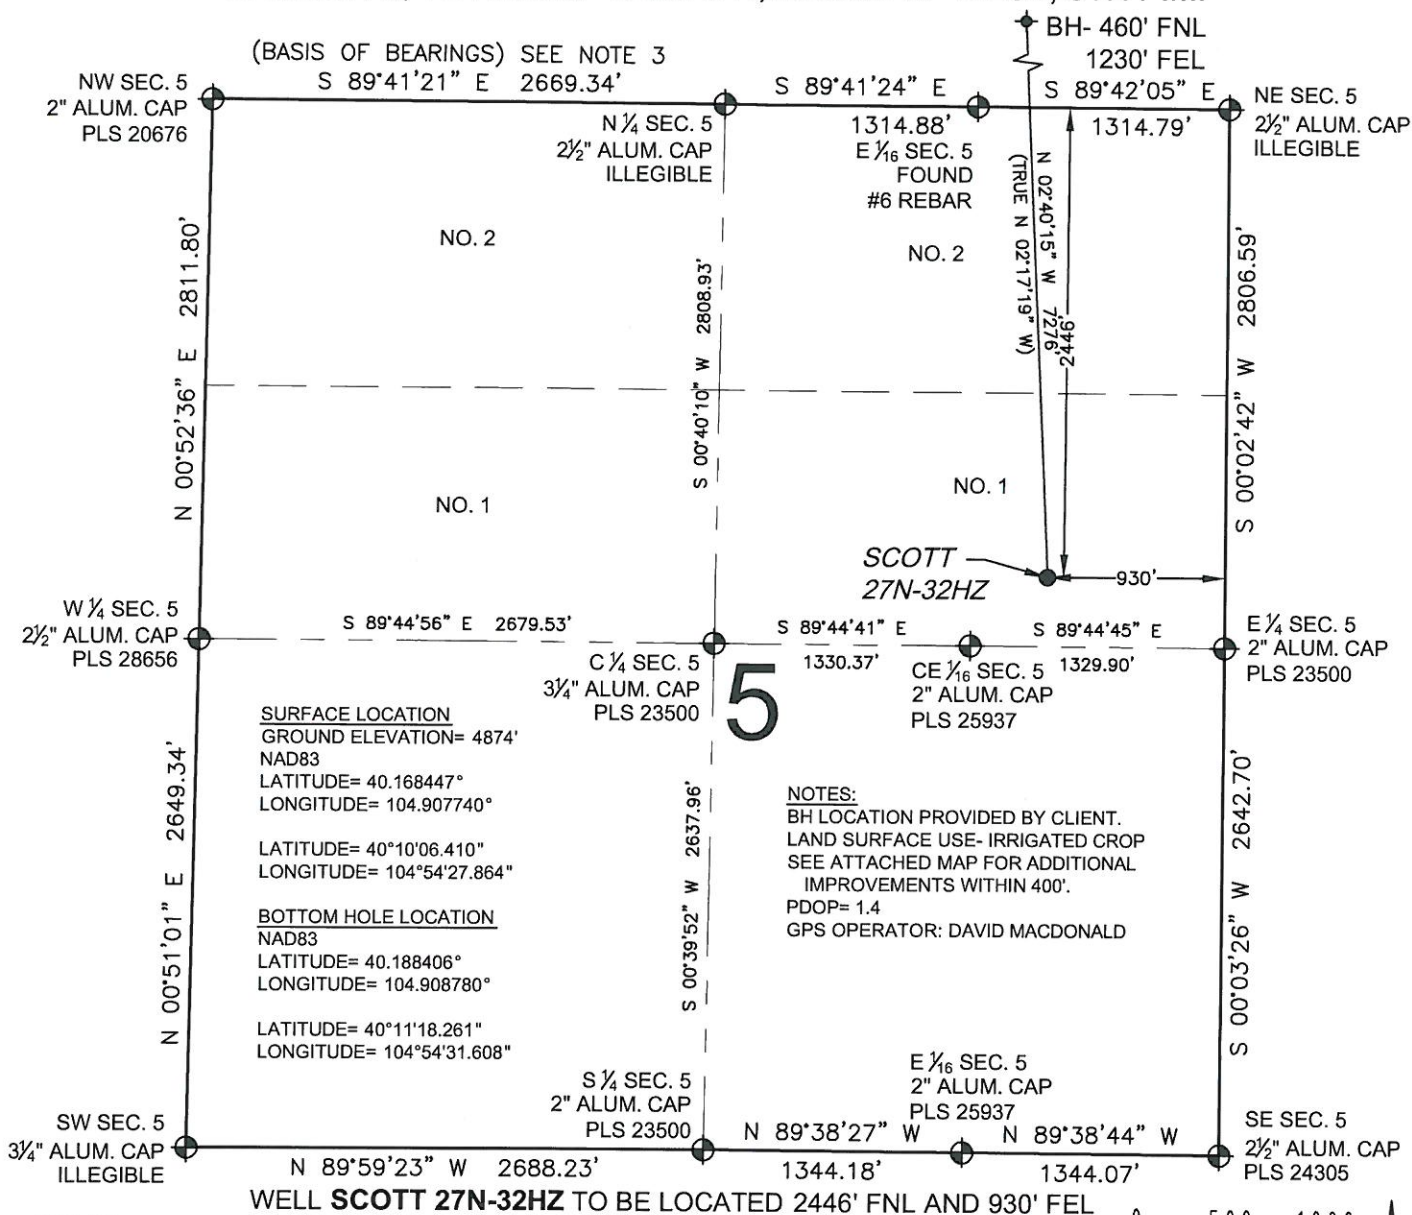 BH- 460' FNL
1230' FEL
(BASIS OF BEARINGS) SEE NOTE 3
S 89°41'21" E 2669.34'
S 89°41'24" E
1314.88'
S 89°42'05" E
1314.79'
NW SEC. 5
2" ALUM. CAP
PLS 20676
N ¼ SEC. 5
2½" ALUM. CAP
ILLEGIBLE
E ¹⁄₁₆ SEC. 5
FOUND
#6 REBAR
NE SEC. 5
2½" ALUM. CAP
ILLEGIBLE
N 02°40'15" W 7276'
(TRUE N 02°17'19" W)
2446'
NO. 2
NO. 2
N 00°52'36" E 2811.80'
S 00°40'10" W 2808.93'
S 00°02'42" W 2806.59'
NO. 1
NO. 1
SCOTT
27N-32HZ
930'
W ¼ SEC. 5
2½" ALUM. CAP
PLS 28656
S 89°44'56" E 2679.53'
S 89°44'41" E
1330.37'
S 89°44'45" E
1329.90'
E ¼ SEC. 5
2" ALUM. CAP
PLS 23500
C ¼ SEC. 5
3¼" ALUM. CAP
PLS 23500
5
CE ¹⁄₁₆ SEC. 5
2" ALUM. CAP
PLS 25937
SURFACE LOCATION
GROUND ELEVATION= 4874'
NAD83
LATITUDE= 40.168447°
LONGITUDE= 104.907740°
LATITUDE= 40°10'06.410"
LONGITUDE= 104°54'27.864"
BOTTOM HOLE LOCATION
NAD83
LATITUDE= 40.188406°
LONGITUDE= 104.908780°
LATITUDE= 40°11'18.261"
LONGITUDE= 104°54'31.608"
NOTES:
BH LOCATION PROVIDED BY CLIENT.
LAND SURFACE USE- IRRIGATED CROP
SEE ATTACHED MAP FOR ADDITIONAL
IMPROVEMENTS WITHIN 400'.
PDOP= 1.4
GPS OPERATOR: DAVID MACDONALD
N 00°51'01" E 2649.34'
S 00°39'52" W 2637.96'
S 00°03'26" W 2642.70'
SW SEC. 5
3¼" ALUM. CAP
ILLEGIBLE
S ¼ SEC. 5
2" ALUM. CAP
PLS 23500
E ¹⁄₁₆ SEC. 5
2" ALUM. CAP
PLS 25937
SE SEC. 5
2½" ALUM. CAP
PLS 24305
N 89°59'23" W 2688.23'
N 89°38'27" W
1344.18'
N 89°38'44" W
1344.07'
WELL SCOTT 27N-32HZ TO BE LOCATED 2446' FNL AND 930' FEL